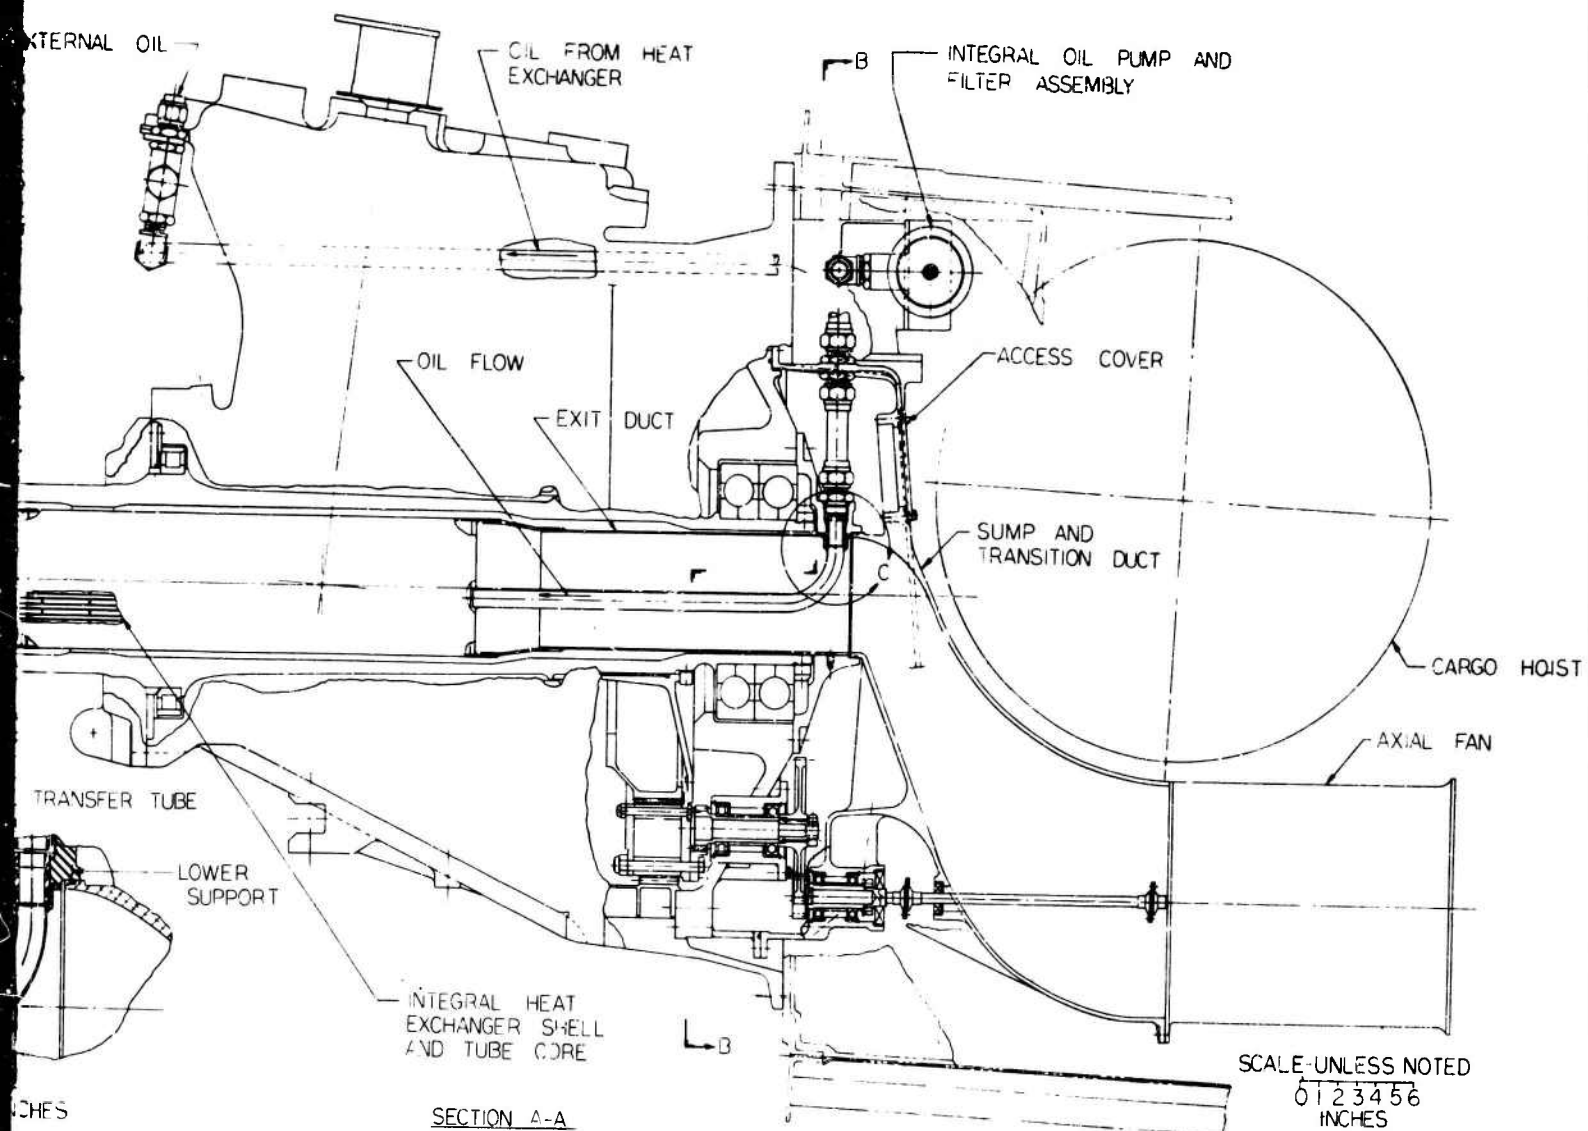 XTERNAL OIL
OIL FROM HEAT
EXCHANGER
B
INTEGRAL OIL PUMP AND
FILTER ASSEMBLY
OIL FLOW
ACCESS COVER
EXIT DUCT
SUMP AND
TRANSITION DUCT
C
CARGO HOIST
AXIAL FAN
TRANSFER TUBE
LOWER
SUPPORT
INTEGRAL HEAT
EXCHANGER SHELL
AND TUBE CORE
B
SCALE-UNLESS NOTED
0 1 2 3 4 5 6
INCHES
CHES
SECTION A-A